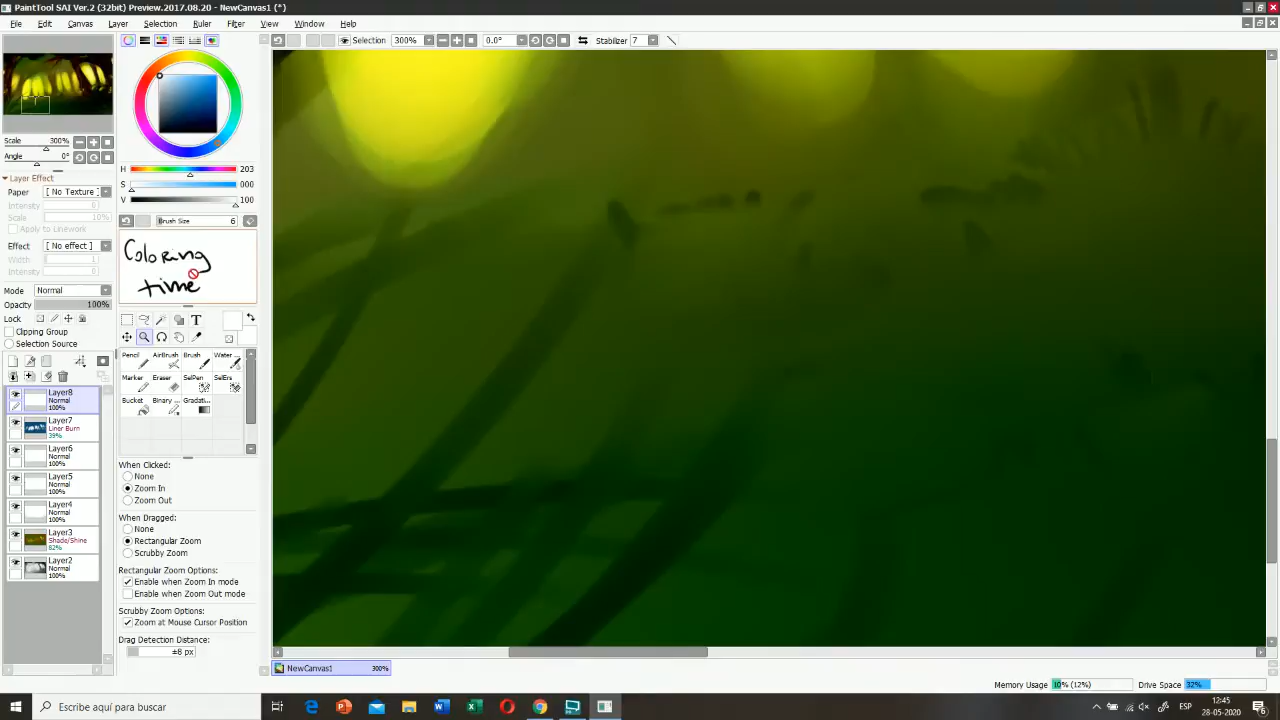 PaintTool SAI Ver.2 (32bit) Preview.2017.08.20 - NewCanvas1 (*)
File Edit Canvas Layer Selection Ruler Filter View Window Help
Selection 300% 0.0° Stabilizer 7
Scale 300%
Angle 0°
Layer Effect
Paper [ No Texture ]
Intensity 0
Scale 100%
Apply to Linework
Effect [ No effect ]
Width 1
Intensity 0
Mode Normal
Opacity 100%
Lock
Clipping Group
Selection Source
Layer8
Normal
100%
Layer7
Liner Burn
39%
Layer6
Normal
100%
Layer5
Normal
100%
Layer4
Normal
100%
Layer3
Shade/Shine
82%
Layer2
Normal
100%
H 203
S 000
V 100
Brush Size 6
Coloring
time
T
Pencil AirBrush Brush Water ...
Marker Eraser SelPen SelErs
Bucket Binary ... Gradati...
When Clicked:
None
Zoom In
Zoom Out
When Dragged:
None
Rectangular Zoom
Scrubby Zoom
Rectangular Zoom Options:
Enable when Zoom In mode
Enable when Zoom Out mode
Scrubby Zoom Options:
Zoom at Mouse Cursor Position
Drag Detection Distance:
±8 px
NewCanvas1 300%
Memory Usage 10% (12%) Drive Space 32%
Escribe aquí para buscar
ESP
12:45
28-05-2020
6